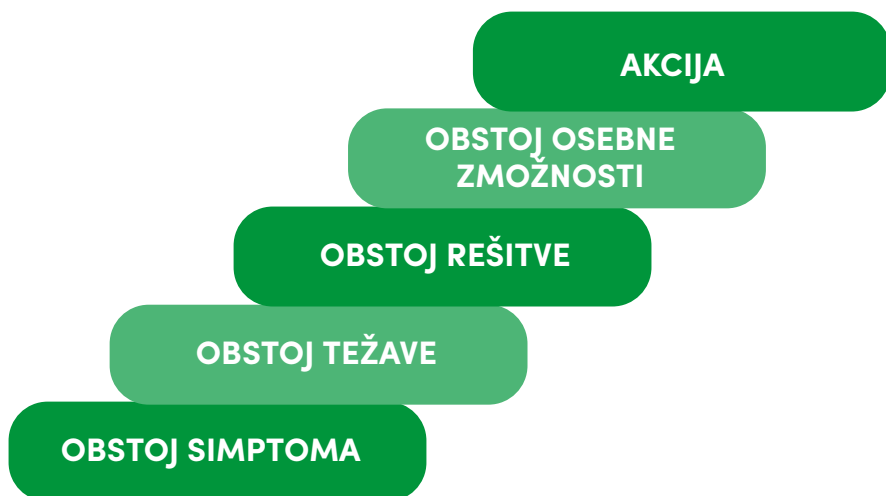 AKCIJA
OBSTOJ OSEBNE
ZMOŽNOSTI
OBSTOJ REŠITVE
OBSTOJ TEŽAVE
OBSTOJ SIMPTOMA